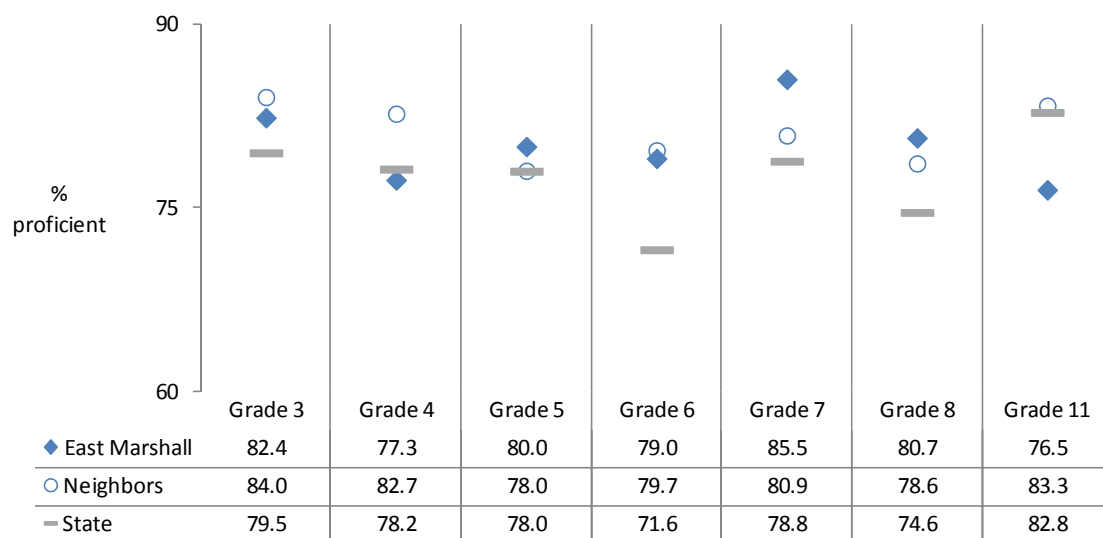 90
75
%
proficient
60
Grade 3 Grade 4 Grade 5 Grade 6 Grade 7 Grade 8 Grade 11
East Marshall 82.4 77.3 80.0 79.0 85.5 80.7 76.5
Neighbors 84.0 82.7 78.0 79.7 80.9 78.6 83.3
State 79.5 78.2 78.0 71.6 78.8 74.6 82.8